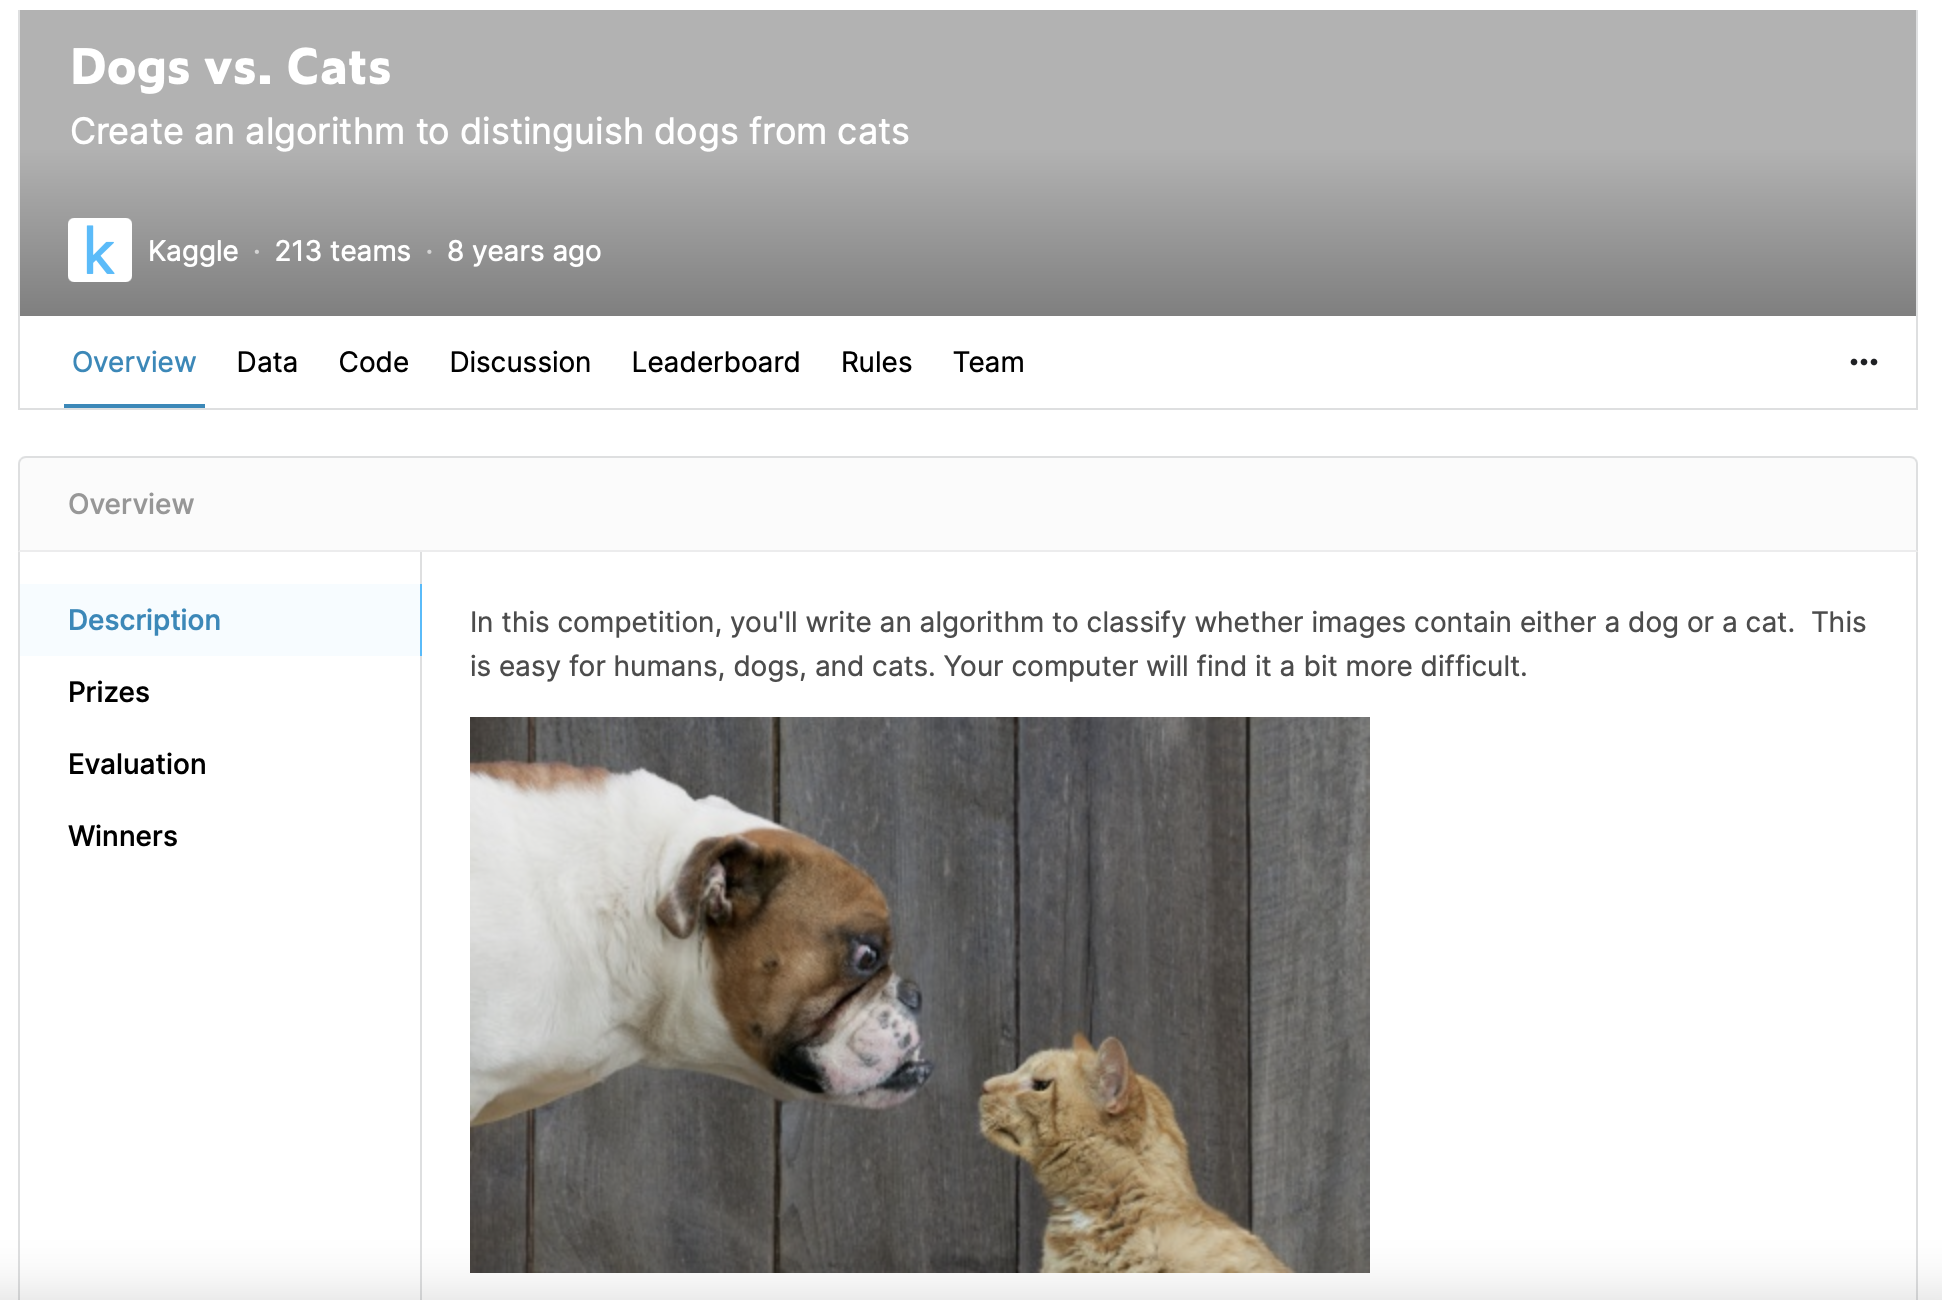 Dogs vs. Cats
Create an algorithm to distinguish dogs from cats
k Kaggle · 213 teams · 8 years ago
Overview Data Code Discussion Leaderboard Rules Team •••
Overview
Description
Prizes
Evaluation
Winners
In this competition, you'll write an algorithm to classify whether images contain either a dog or a cat.  This
is easy for humans, dogs, and cats. Your computer will find it a bit more difficult.